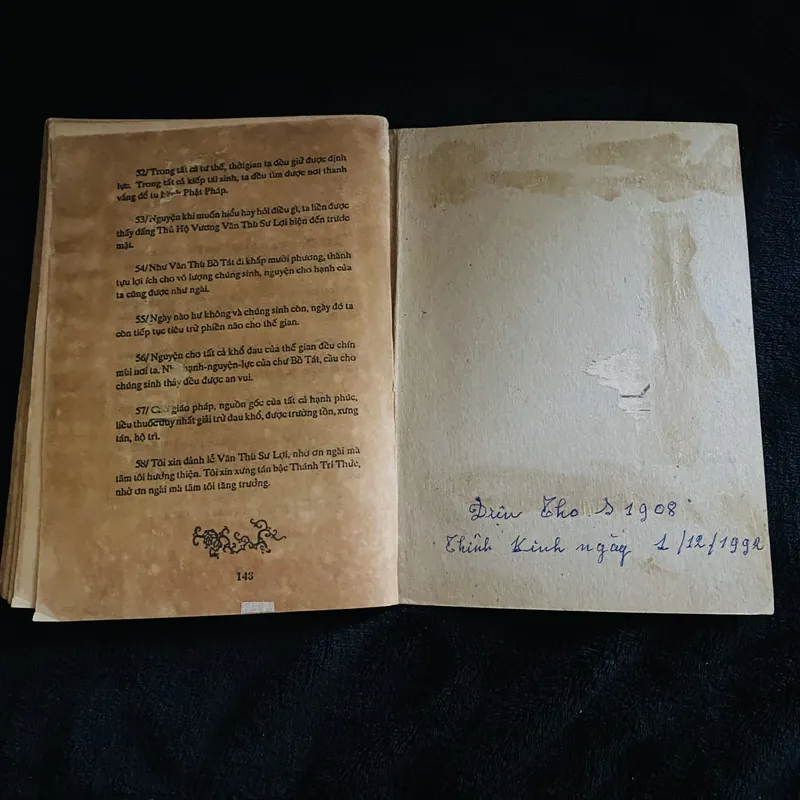 52/ Trong tất cả tư thế, thời gian ta đều giữ được định
lực. Trong tất cả kiếp tái sinh, ta đều tìm được nơi thanh
vắng để tu Phật Pháp.
53/ Nguyện khi muốn hiểu hay hỏi điều gì, ta liền được
thấy đấng Thủ Hộ Vương Văn Thù Sư Lợi hiện đến trước
mặt.
54/ Như Văn Thù Bồ Tát đi khắp mười phương, thành
tựu lợi ích cho vô lượng chúng sinh, nguyện cho hạnh của
ta cũng được như ngài.
55/ Ngày nào hư không và chúng sinh còn, ngày đó ta
còn tiếp tục tiêu trừ phiền não cho thế gian.
56/ Nguyện cho tất cả khổ đau của thế gian đều chín
mùi nơi ta. hạnh-nguyện-lực của chư Bồ Tát, cầu cho
chúng sinh thảy đều được an vui.
57/ giáo pháp, nguồn gốc của tất cả hạnh phúc,
liều thuốc duy nhất giải trừ đau khổ, được trường tồn, xưng
tán, hộ trì.
58/ Tôi xin đảnh lễ Văn Thù Sư Lợi, nhờ ơn ngài mà
tâm tôi hướng thiện. Tôi xin xưng tán bậc Thánh Trí Thức,
nhờ ơn ngài mà tâm tôi tăng trưởng.
143
Thọ S 1908
Thỉnh Kinh ngày 1/12/1992